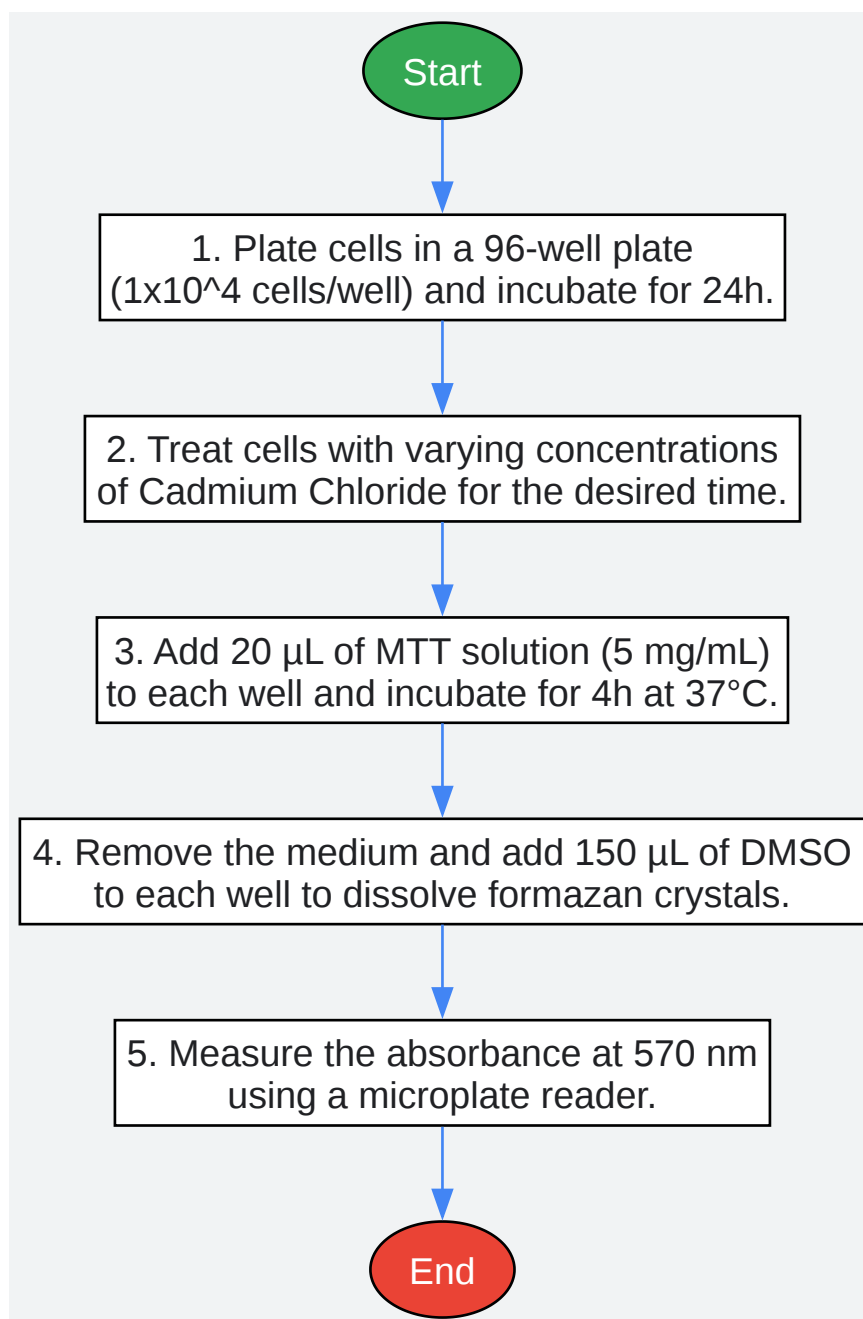 Start
1. Plate cells in a 96-well plate
(1x10^4 cells/well) and incubate for 24h.
2. Treat cells with varying concentrations
of Cadmium Chloride for the desired time.
3. Add 20 µL of MTT solution (5 mg/mL)
to each well and incubate for 4h at 37°C.
4. Remove the medium and add 150 µL of DMSO
to each well to dissolve formazan crystals.
5. Measure the absorbance at 570 nm
using a microplate reader.
End